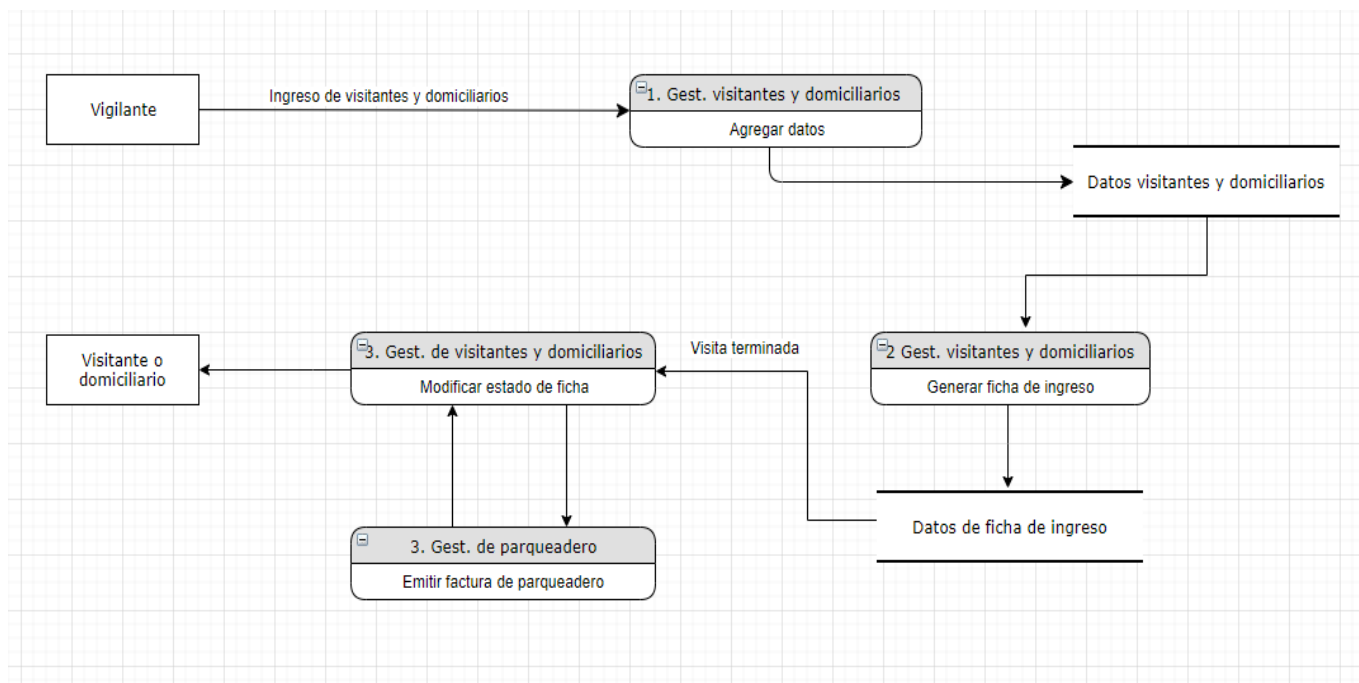 Vigilante
Ingreso de visitantes y domiciliarios
1. Gest. visitantes y domiciliarios
Agregar datos
Datos visitantes y domiciliarios
Visitante o
domiciliario
3. Gest. de visitantes y domiciliarios
Modificar estado de ficha
Visita terminada
2 Gest. visitantes y domiciliarios
Generar ficha de ingreso
Datos de ficha de ingreso
3. Gest. de parqueadero
Emitir factura de parqueadero